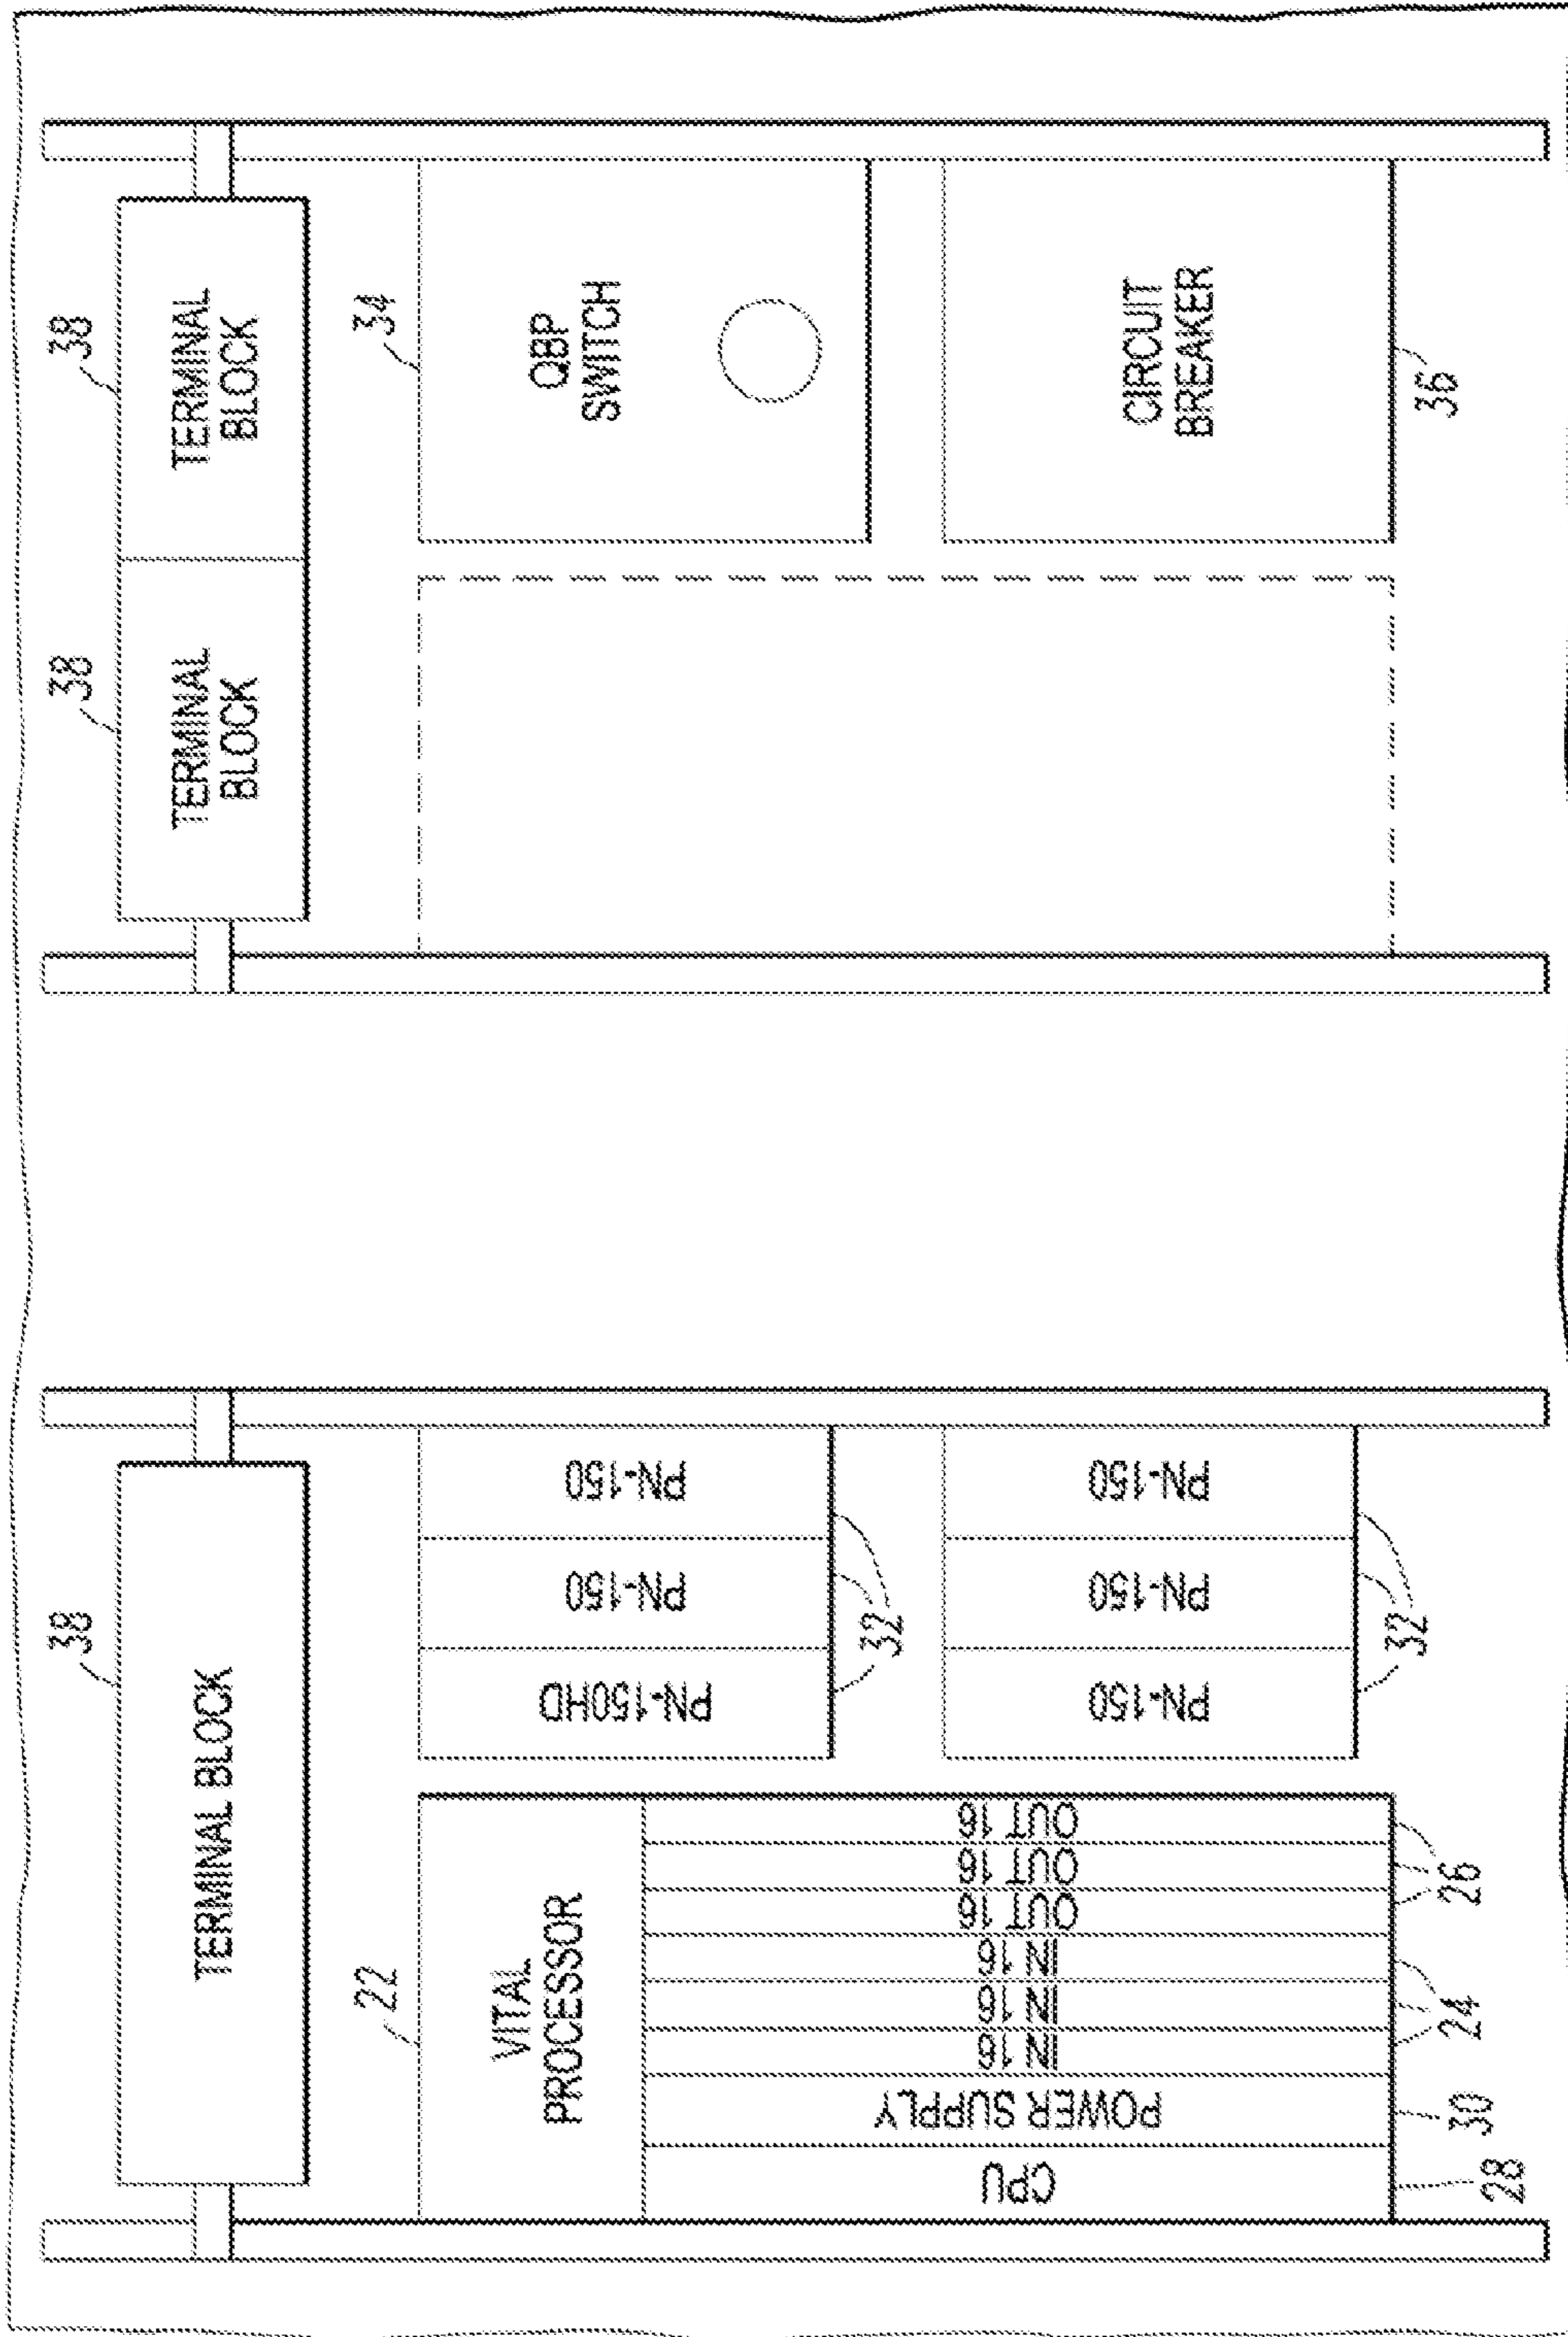 38
TERMINAL BLOCK
22
VITAL
PROCESSOR
CPU
POWER SUPPLY
IN 16
IN 16
IN 16
OUT 16
OUT 16
OUT 16
28
30
24
26
PN-150HD
PN-150
PN-150
32
PN-150
PN-150
PN-150
32
38
TERMINAL
BLOCK
38
TERMINAL
BLOCK
34
QBP
SWITCH
CIRCUIT
BREAKER
36